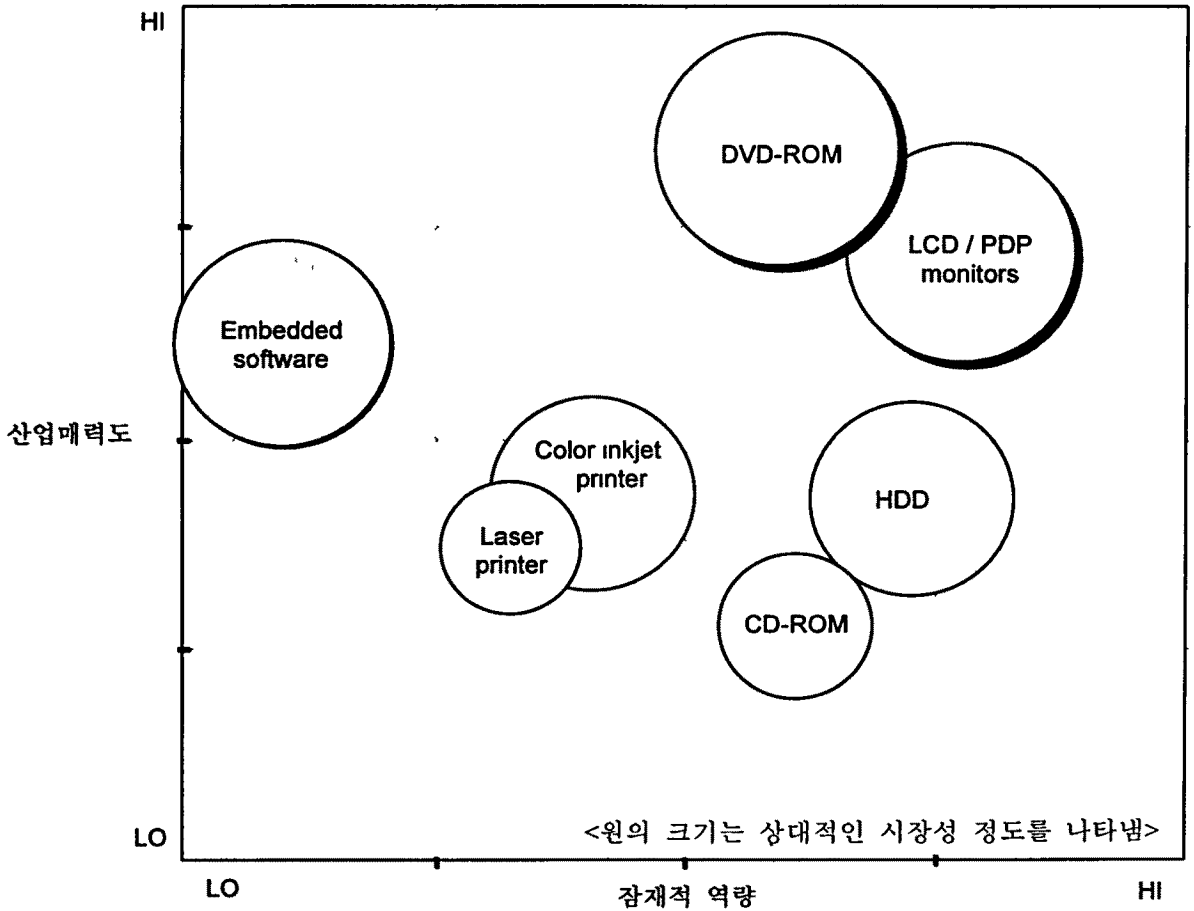 HI
DVD-ROM
LCD / PDP
monitors
Embedded
software
산업매력도
Color inkjet
printer
HDD
Laser
printer
CD-ROM
<원의 크기는 상대적인 시장성 정도를 나타냄>
LO
LO
잠재적 역량
HI